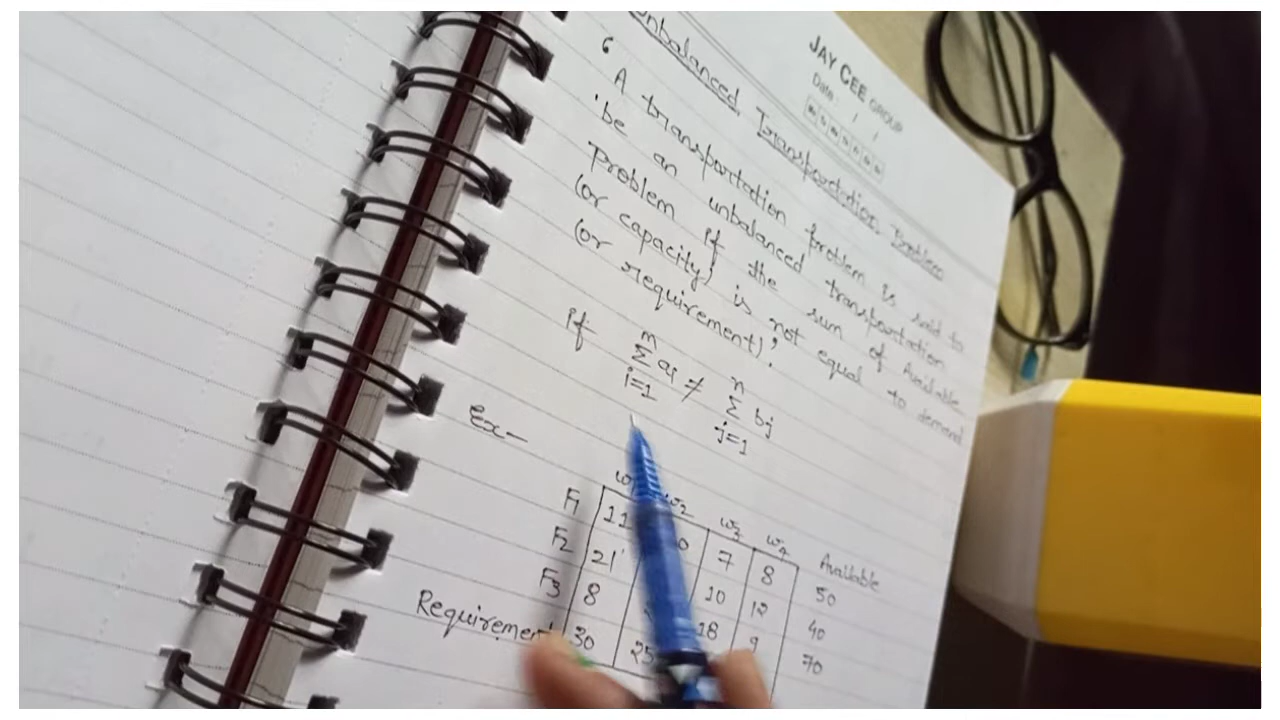 JAY CEE GROUP
Date
Unbalanced Transportation Problem
" A transportation problem is said to
be an unbalanced transportation
problem if the sum of Available
(or capacity) is not equal to demand
(or requirement)"
if m Σ i=1 ai ≠ n Σ j=1 bj
Ex-
w2 w3 w4 Available
F1 11 7 8 50
F2 21 10 12 40
F3 8 18 9 70
Requirement 30 25